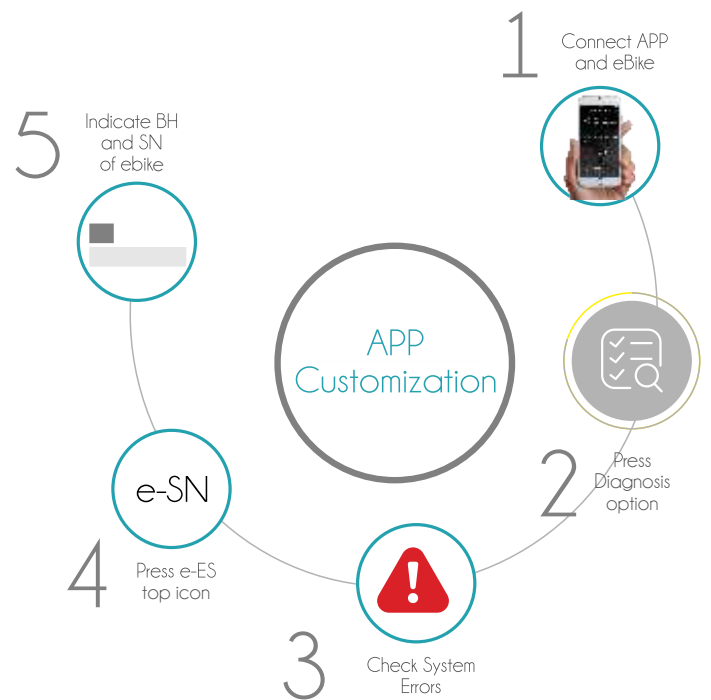 1
Connect APP
and eBike
5
Indicate BH
and SN
of ebike
APP
Customization
2
Press
Diagnosis
option
e-SN
4
Press e-ES
top icon
3
Check System
Errors